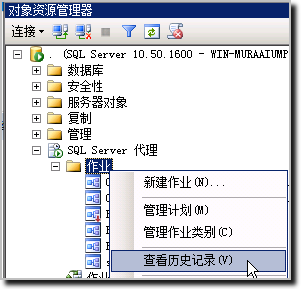 对象资源管理器
连接
. (SQL Server 10.50.1600 - WIN-MURAAIUMP
数据库
安全性
服务器对象
复制
管理
SQL Server 代理
作业
新建作业(N)...
管理计划(M)
管理作业类别(C)
查看历史记录(V)
作业